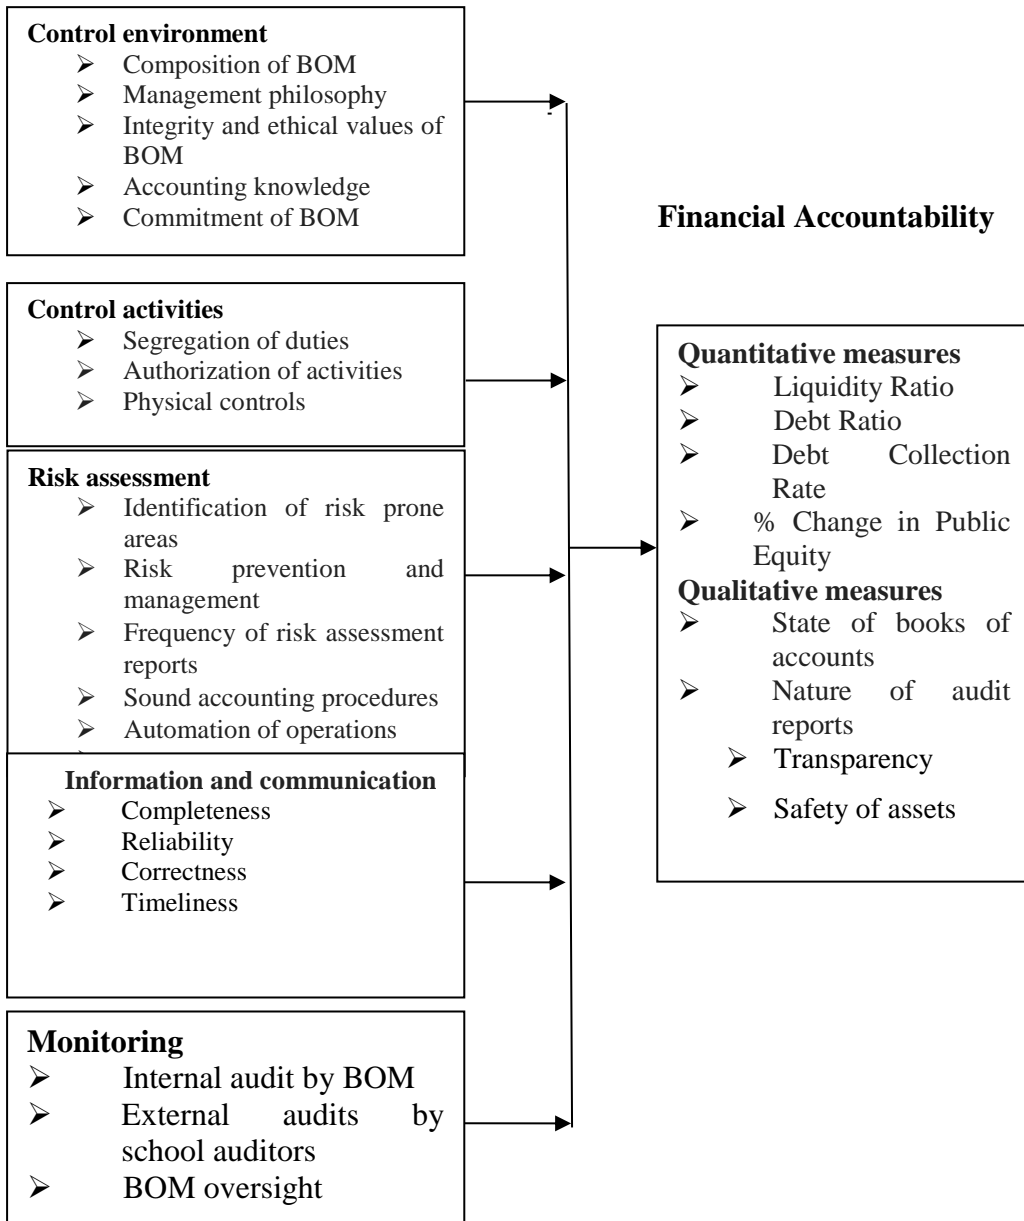 Control environment
➢ Composition of BOM
➢ Management philosophy
➢ Integrity and ethical values of
BOM
➢ Accounting knowledge
➢ Commitment of BOM
Control activities
➢ Segregation of duties
➢ Authorization of activities
➢ Physical controls
Risk assessment
➢ Identification of risk prone
areas
➢ Risk prevention and
management
➢ Frequency of risk assessment
reports
➢ Sound accounting procedures
➢ Automation of operations
Information and communication
➢ Completeness
➢ Reliability
➢ Correctness
➢ Timeliness
Monitoring
➢ Internal audit by BOM
➢ External audits by
school auditors
➢ BOM oversight
Financial Accountability
Quantitative measures
➢ Liquidity Ratio
➢ Debt Ratio
➢ Debt Collection
Rate
➢ % Change in Public
Equity
Qualitative measures
➢ State of books of
accounts
➢ Nature of audit
reports
➢ Transparency
➢ Safety of assets